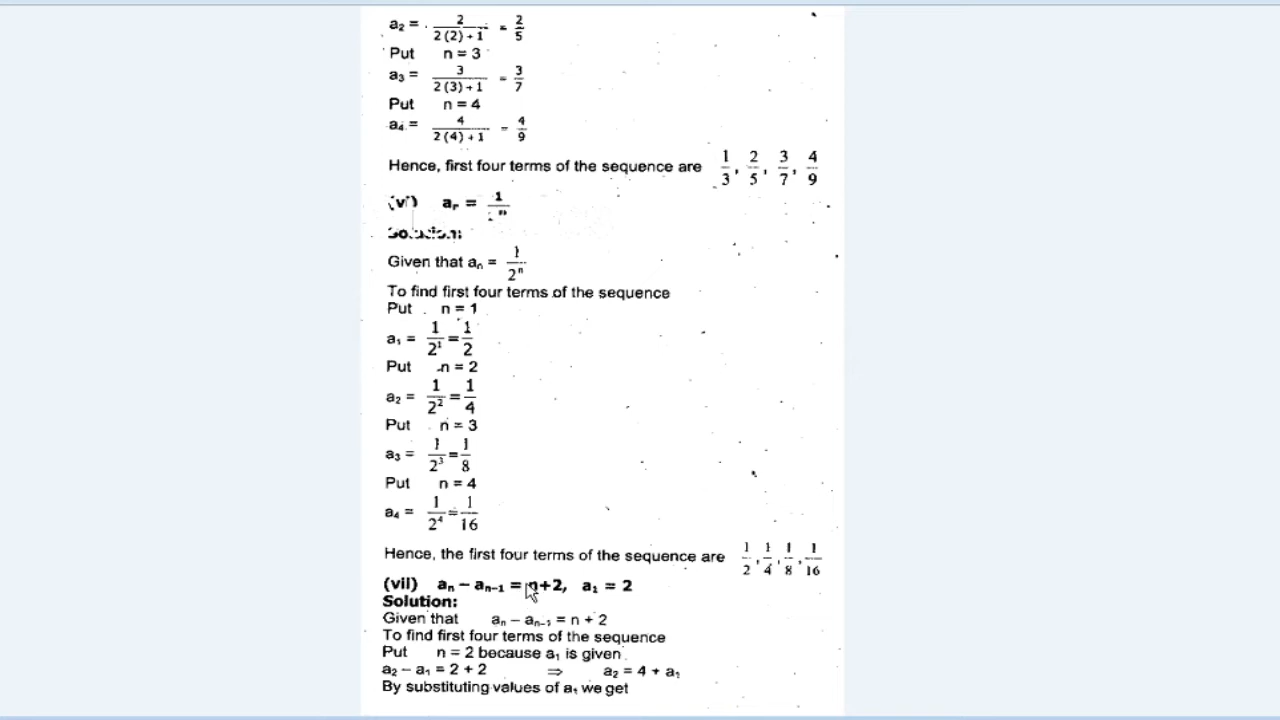 a₂ = 2/(2(2)+1) = 2/5
Put n = 3
a₃ = 3/(2(3)+1) = 3/7
Put n = 4
a₄ = 4/(2(4)+1) = 4/9
Hence, first four terms of the sequence are 1/3, 2/5, 3/7, 4/9
Solution:
Given that aₙ = 1/2ⁿ
To find first four terms of the sequence
Put n = 1
a₁ = 1/2¹ = 1/2
Put n = 2
a₂ = 1/2² = 1/4
Put n = 3
a₃ = 1/2³ = 1/8
Put n = 4
a₄ = 1/2⁴ = 1/16
Hence, the first four terms of the sequence are 1/2, 1/4, 1/8, 1/16
(vii) aₙ – aₙ₋₁ = n+2, a₁ = 2
Solution:
Given that aₙ – aₙ₋₁ = n + 2
To find first four terms of the sequence
Put n = 2 because a₁ is given
a₂ – a₁ = 2 + 2 ⇒ a₂ = 4 + a₁
By substituting values of a₁ we get